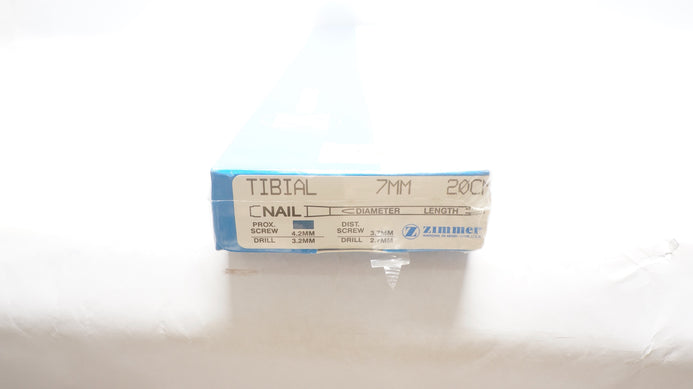 TIBIAL 7MM 20CM
NAIL DIAMETER LENGTH
PROX. DIST.
SCREW 4.2MM SCREW 3.7MM
DRILL 3.2MM DRILL 2.7MM
zimmer